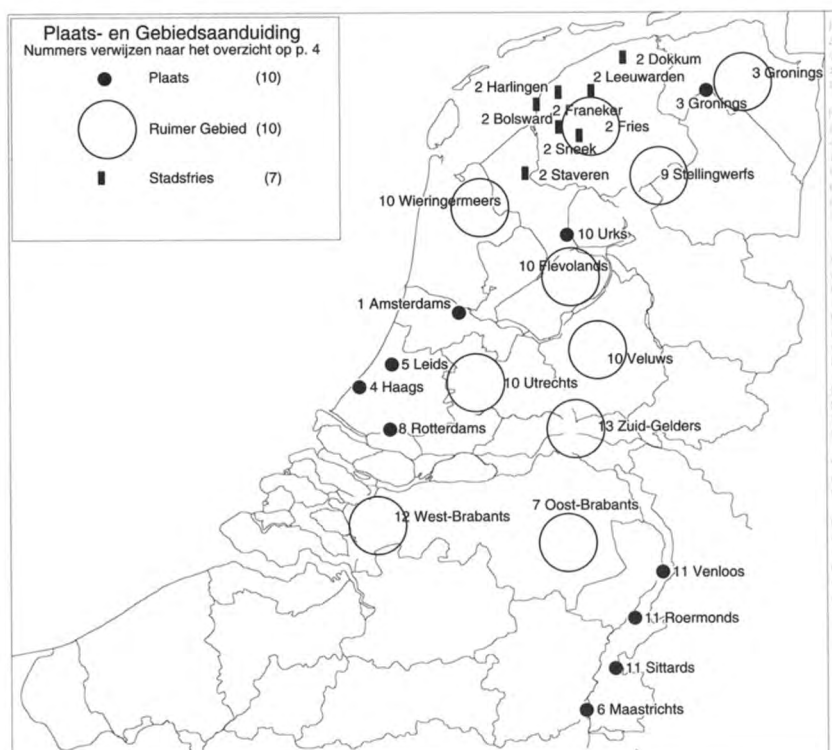 Plaats- en Gebiedsaanduiding
Nummers verwijzen naar het overzicht op p. 4
Plaats (10)
Ruimer Gebied (10)
Stadsfries (7)
2 Dokkum
2 Leeuwarden
3 Gronings
2 Harlingen
3 Gronings
2 Franeker
2 Bolsward
2 Fries
2 Sneek
2 Staveren
9 Stellingwerfs
10 Wieringermeers
10 Urks
10 Flevolands
1 Amsterdams
10 Veluws
5 Leids
10 Utrechts
4 Haags
8 Rotterdams
13 Zuid-Gelders
7 Oost-Brabants
12 West-Brabants
11 Venloos
11 Roermonds
11 Sittards
6 Maastrichts